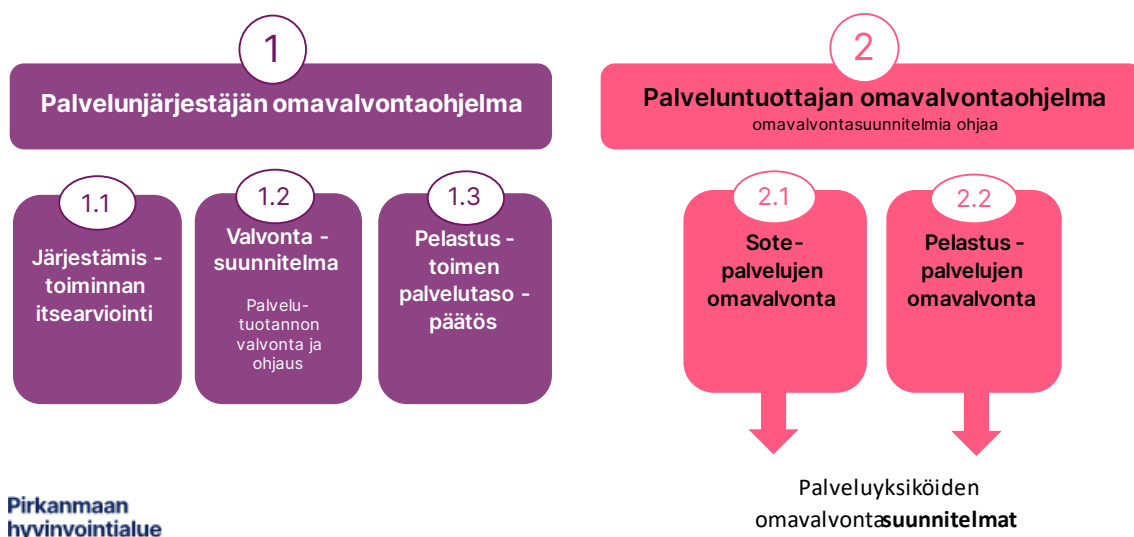 1
Palvelunjärjestäjän omavalvontaohjelma
1.1
Järjestämis -
toiminnan
itsearviointi
1.2
Valvonta -
suunnitelma
Palvelu-
tuotannon
valvonta ja
ohjaus
1.3
Pelastus -
toimen
palvelutaso -
päätös
2
Palveluntuottajan omavalvontaohjelma
omavalvontasuunnitelmia ohjaa
2.1
Sote-
palvelujen
omavalvonta
2.2
Pelastus -
palvelujen
omavalvonta
Palveluyksiköiden
omavalvontasuunnitelmat
Pirkanmaan
hyvinvointialue